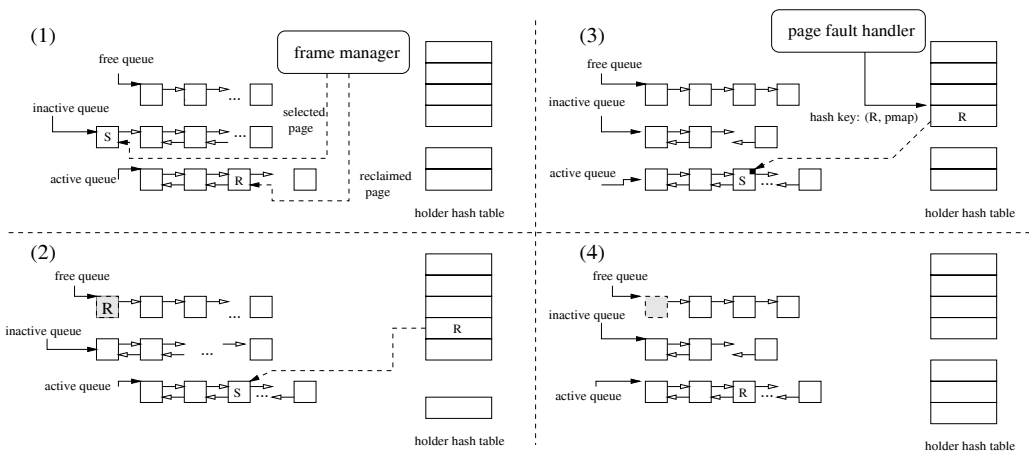 (1)
frame manager
free queue
...
inactive queue
selected
page
S
...
active queue
R
reclaimed
page
holder hash table
(3)
page fault handler
free queue
inactive queue
hash key: (R, pmap)
R
active queue
S
...
holder hash table
(2)
free queue
R
...
inactive queue
...
R
active queue
S
...
holder hash table
(4)
free queue
inactive queue
active queue
R
...
holder hash table